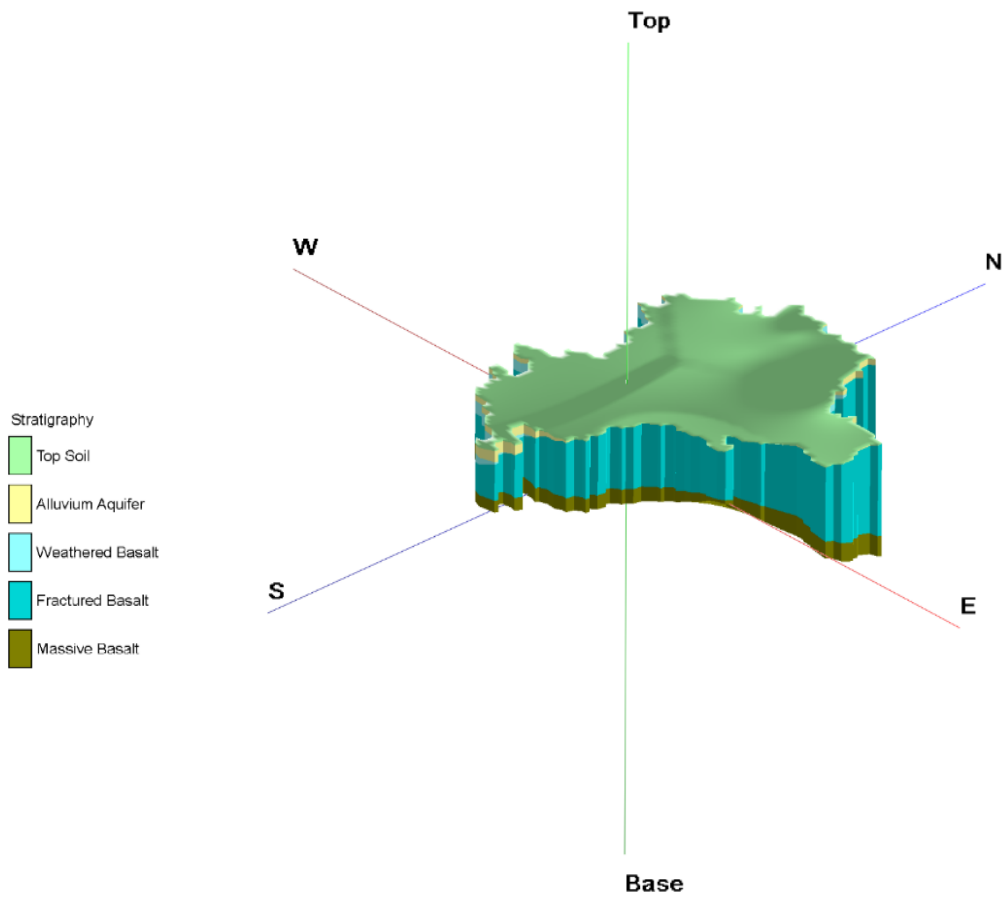 Top
W
N
Stratigraphy
Top Soil
Alluvium Aquifer
Weathered Basalt
Fractured Basalt
Massive Basalt
S
E
Base